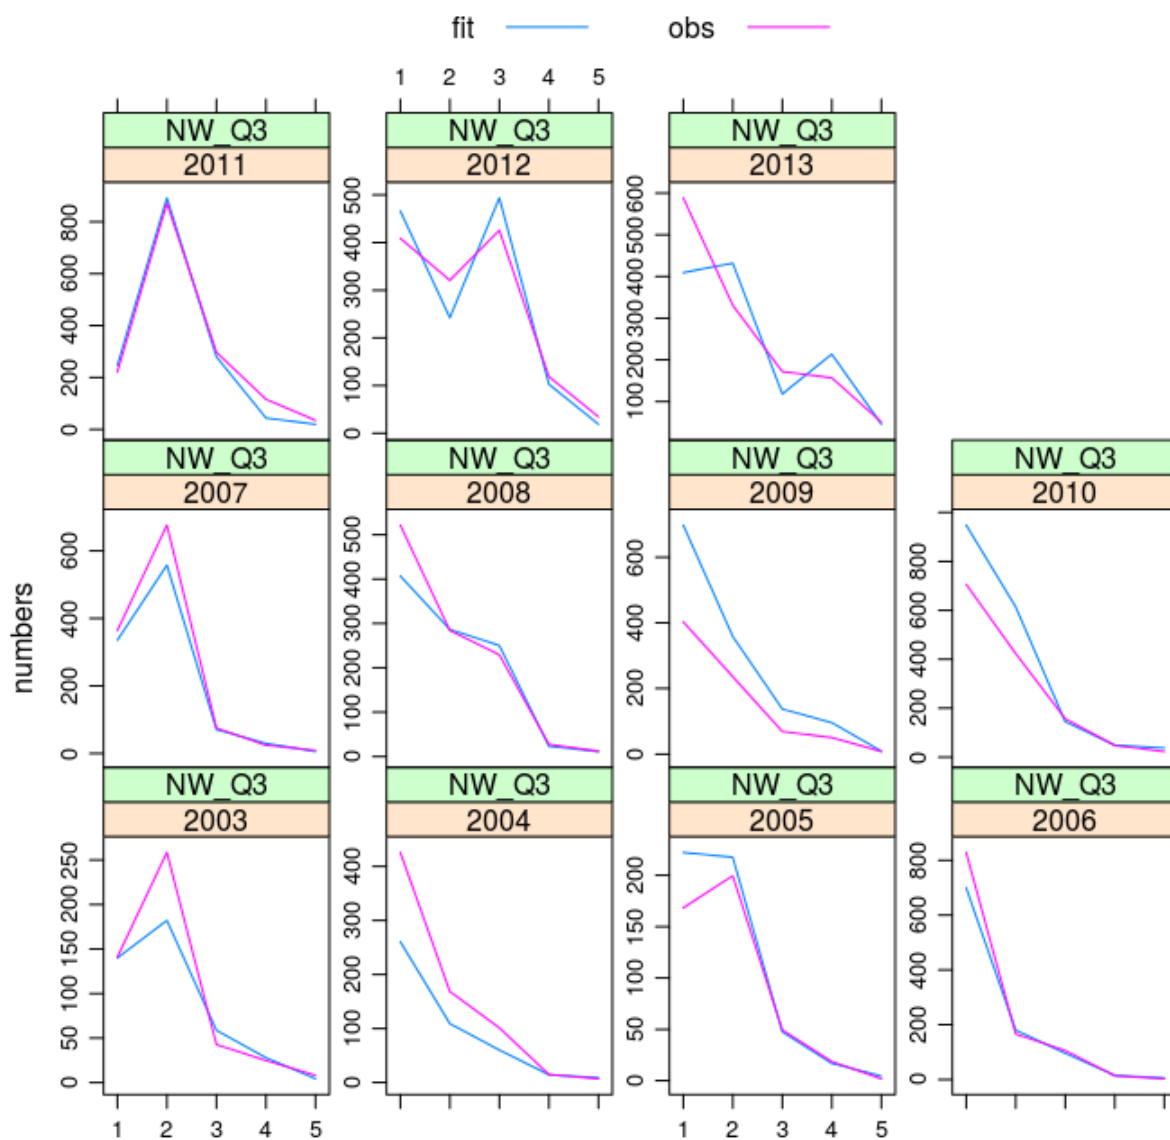 fit obs
1 2 3 4 5
NW_Q3 NW_Q3 NW_Q3
2011 2012 2013
0 200 400 600 800
0 100 200 300 400 500
100 200 300 400 500 600
NW_Q3 NW_Q3 NW_Q3 NW_Q3
2007 2008 2009 2010
numbers
0 200 400 600
0 100 200 300 400 500
0 200 400 600
0 200 400 600 800
NW_Q3 NW_Q3 NW_Q3 NW_Q3
2003 2004 2005 2006
0 50 100 150 200 250
0 100 200 300 400
0 50 100 150 200
0 200 400 600 800
1 2 3 4 5 1 2 3 4 5